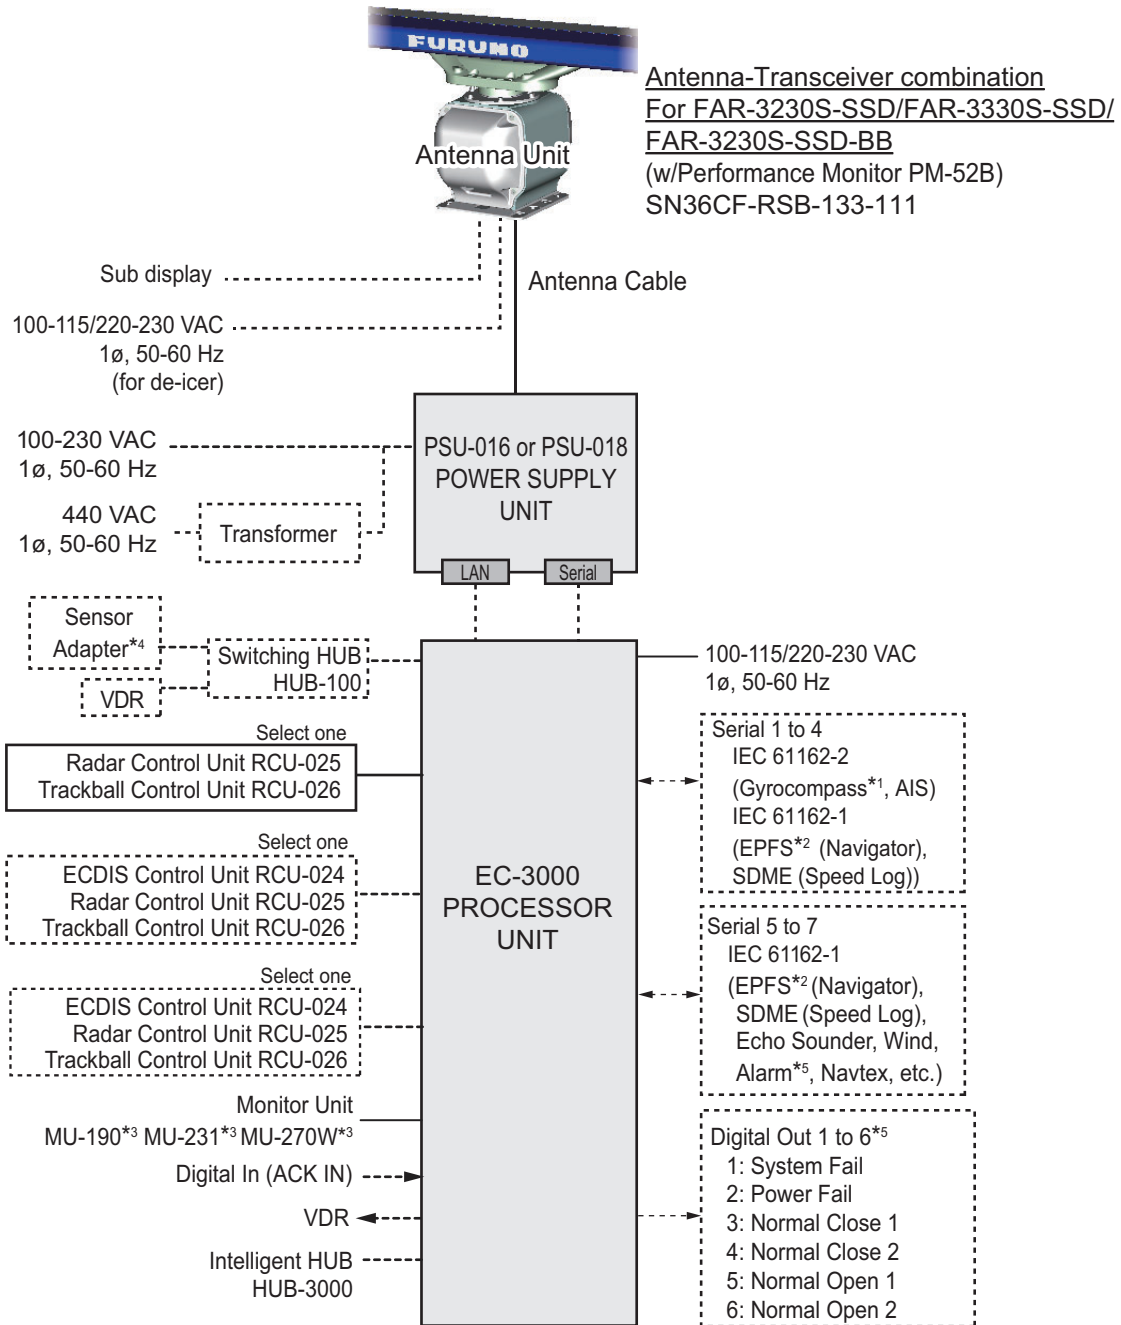 FURUNO
Antenna Unit
Antenna-Transceiver combination
For FAR-3230S-SSD/FAR-3330S-SSD/
FAR-3230S-SSD-BB
(w/Performance Monitor PM-52B)
SN36CF-RSB-133-111
Sub display
Antenna Cable
100-115/220-230 VAC
1ø, 50-60 Hz
(for de-icer)
100-230 VAC
1ø, 50-60 Hz
440 VAC
1ø, 50-60 Hz
Transformer
PSU-016 or PSU-018
POWER SUPPLY
UNIT
LAN
Serial
Sensor
Adapter*4
VDR
Switching HUB
HUB-100
100-115/220-230 VAC
1ø, 50-60 Hz
Select one
Radar Control Unit RCU-025
Trackball Control Unit RCU-026
Select one
ECDIS Control Unit RCU-024
Radar Control Unit RCU-025
Trackball Control Unit RCU-026
Select one
ECDIS Control Unit RCU-024
Radar Control Unit RCU-025
Trackball Control Unit RCU-026
Monitor Unit
MU-190*3 MU-231*3 MU-270W*3
Digital In (ACK IN)
VDR
Intelligent HUB
HUB-3000
EC-3000
PROCESSOR
UNIT
Serial 1 to 4
IEC 61162-2
(Gyrocompass*1, AIS)
IEC 61162-1
(EPFS*2 (Navigator),
SDME (Speed Log))
Serial 5 to 7
IEC 61162-1
(EPFS*2 (Navigator),
SDME (Speed Log),
Echo Sounder, Wind,
Alarm*5, Navtex, etc.)
Digital Out 1 to 6*5
1: System Fail
2: Power Fail
3: Normal Close 1
4: Normal Close 2
5: Normal Open 1
6: Normal Open 2